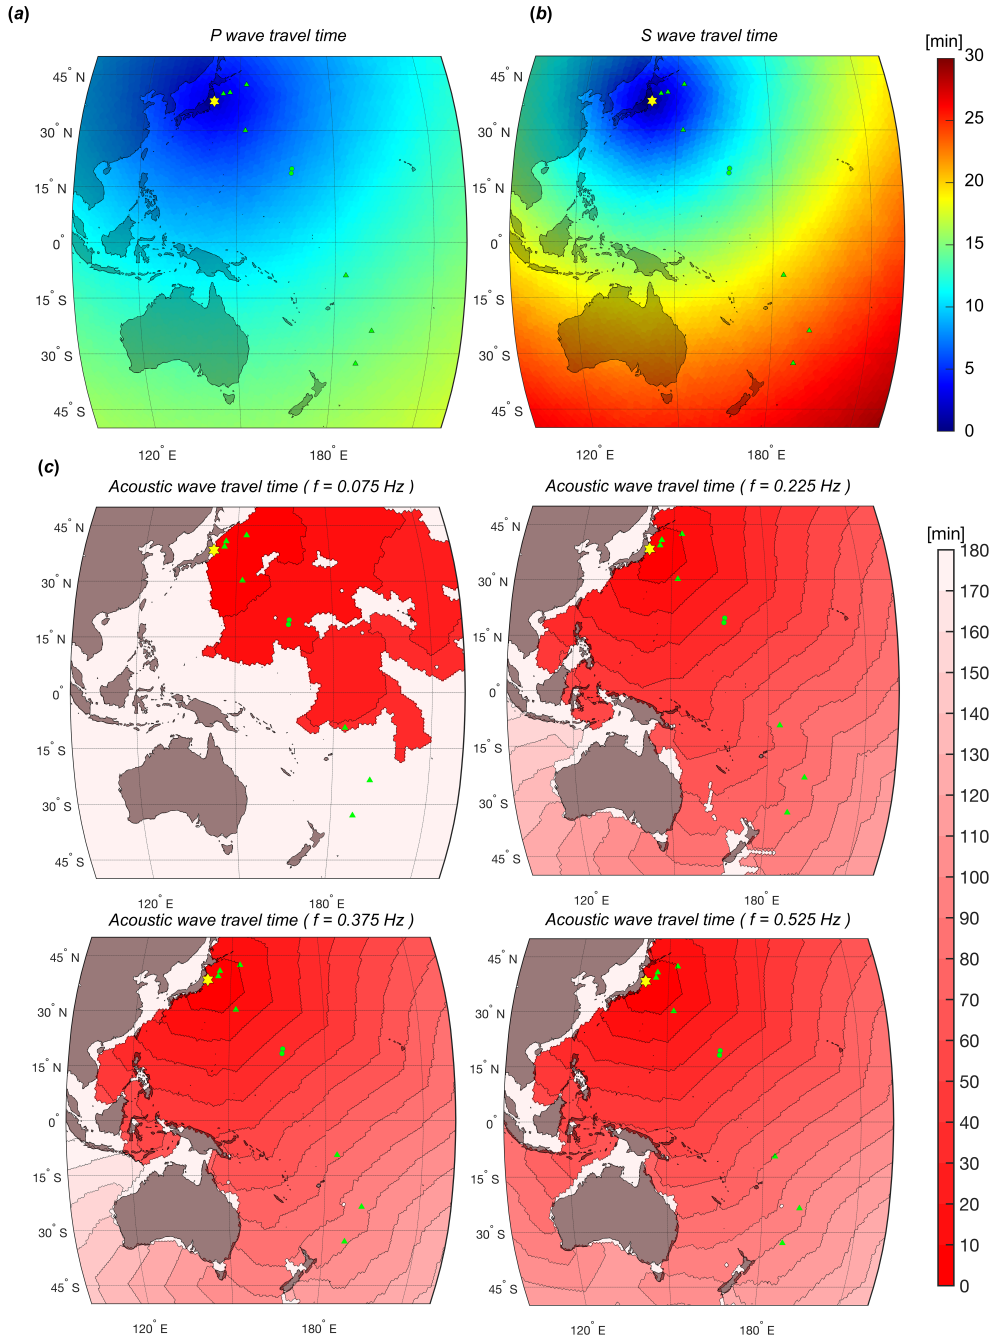 (a)
(b)
P wave travel time
S wave travel time
[min]
45° N
30° N
15° N
0°
15° S
30° S
45° S
120° E
180°
45° N
30° N
15° N
0°
15° S
30° S
45° S
120° E
180°
30
25
20
15
10
5
0
(c)
Acoustic wave travel time ( f = 0.075 Hz )
Acoustic wave travel time ( f = 0.225 Hz )
[min]
45° N
30° N
15° N
0°
15° S
30° S
45° S
120° E
180°
45° N
30° N
15° N
0°
15° S
30° S
45° S
120° E
180°
Acoustic wave travel time ( f = 0.375 Hz )
Acoustic wave travel time ( f = 0.525 Hz )
45° N
30° N
15° N
0°
15° S
30° S
45° S
120° E
180°
45° N
30° N
15° N
0°
15° S
30° S
45° S
120° E
180°
180
170
160
150
140
130
120
110
100
90
80
70
60
50
40
30
20
10
0